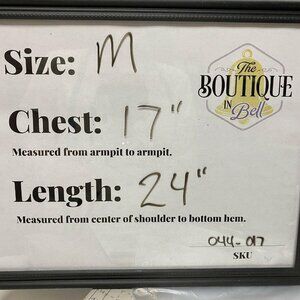 Size: M
The
BOUTIQUE
IN
Bell
Chest: 17"
Measured from armpit to armpit.
Length: 24"
Measured from center of shoulder to bottom hem.
044-017
SKU